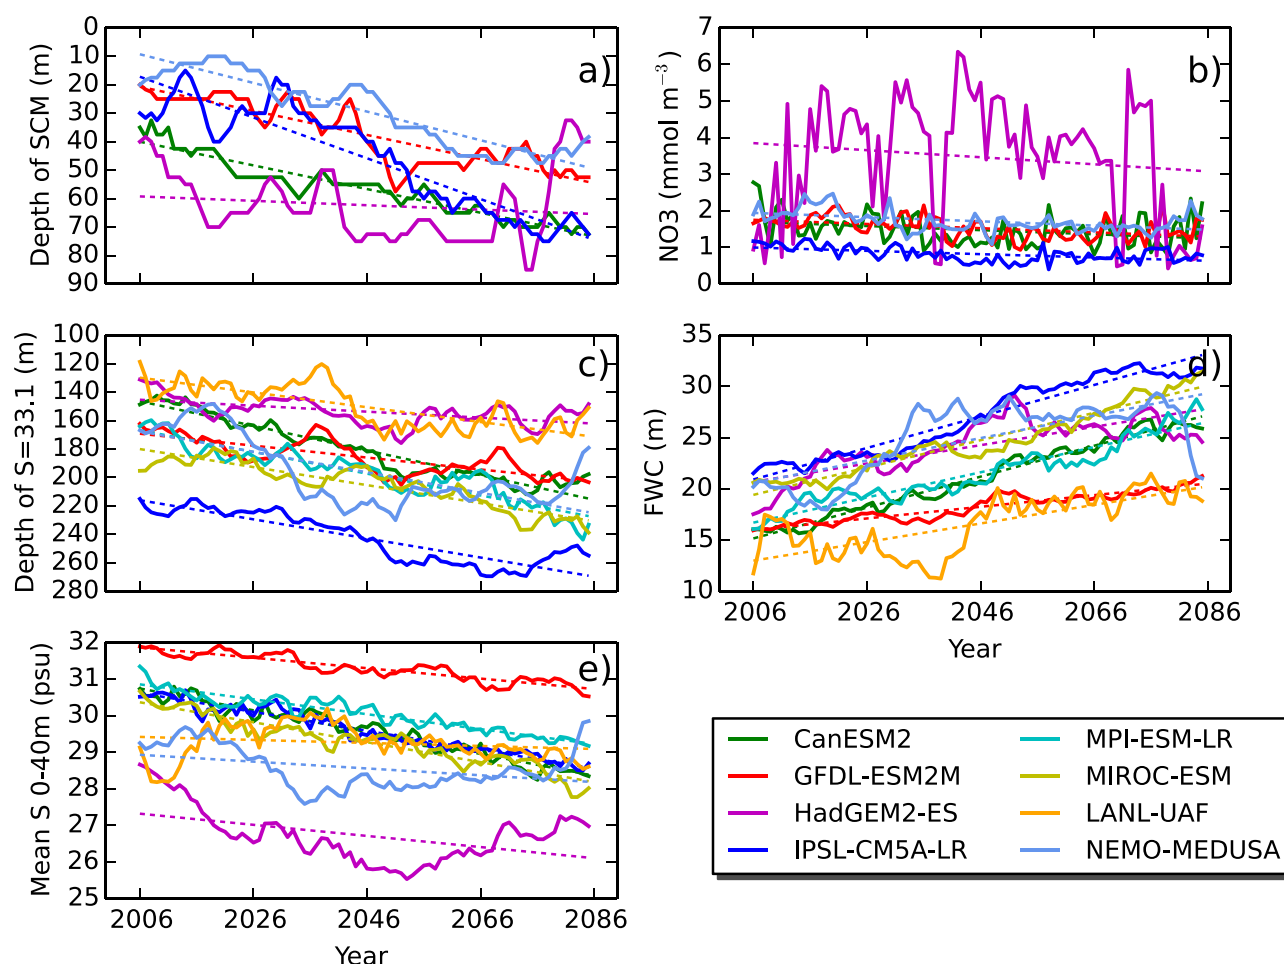 0
10
20
30
40
50
60
70
80
90
Depth of SCM (m)
a)
7
6
5
4
3
2
1
0
NO3 (mmol m⁻³)
b)
100
120
140
160
180
200
220
240
260
280
Depth of S=33.1 (m)
c)
35
30
25
20
15
10
FWC (m)
d)
2006 2026 2046 2066 2086
Year
32
31
30
29
28
27
26
25
Mean S 0-40m (psu)
e)
2006 2026 2046 2066 2086
Year
CanESM2
GFDL-ESM2M
HadGEM2-ES
IPSL-CM5A-LR
MPI-ESM-LR
MIROC-ESM
LANL-UAF
NEMO-MEDUSA